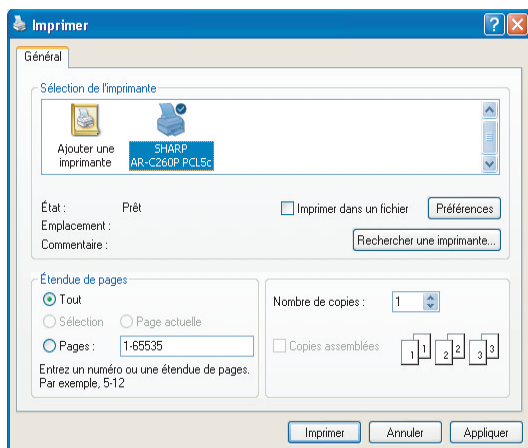 Imprimer
Général
Sélection de l'imprimante
Ajouter une
imprimante
SHARP
AR-C260P PCL5c
État : Prêt
Emplacement :
Commentaire :
Imprimer dans un fichier
Préférences
Rechercher une imprimante...
Étendue de pages
Tout
Sélection
Page actuelle
Pages : 1-65535
Entrez un numéro ou une étendue de pages.
Par exemple, 5-12
Nombre de copies : 1
Copies assemblées
1 1 2 2 3 3
Imprimer
Annuler
Appliquer